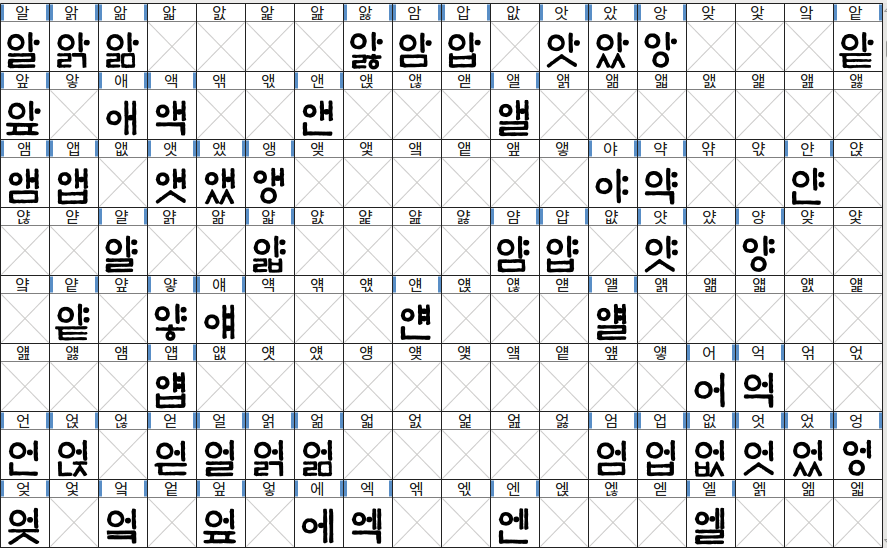 알 앍 앎 앏 앐 앑 앒 앓 암 압 앖 앗 았 앙 앚 앛 앜 앝
알 앍 앎 앓 암 압 앗 았 앙 앝
앞 앟 애 액 앢 앣 앤 앥 앦 앧 앨 앩 앪 앫 앬 앭 앮 앯
앞 애 액 앤 앨
앰 앱 앲 앳 앴 앵 앶 앷 앸 앹 앺 앻 야 약 앾 앿 얀 얁
앰 앱 앳 앴 앵 야 약 얀
얂 얃 얄 얅 얆 얇 얈 얉 얊 얋 얌 얍 얎 얏 얐 양 얒 얓
얄 얇 얌 얍 얏 양
얔 얕 얖 얗 얘 얙 얚 얛 얜 얝 얞 얟 얠 얡 얢 얣 얤 얥
얕 얗 얘 얜 얠
얦 얧 얨 얩 얪 얫 얬 얭 얮 얯 얰 얱 얲 얳 어 억 얶 얷
얩 어 억
언 얹 얺 얻 얼 얽 얾 얿 엀 엁 엂 엃 엄 업 없 엇 었 엉
언 얹 얻 얼 얽 얾 엄 업 없 엇 었 엉
엊 엋 엌 엍 엎 엏 에 엑 엒 엓 엔 엕 엖 엗 엘 엙 엚 엛
엊 엌 엎 에 엑 엔 엘